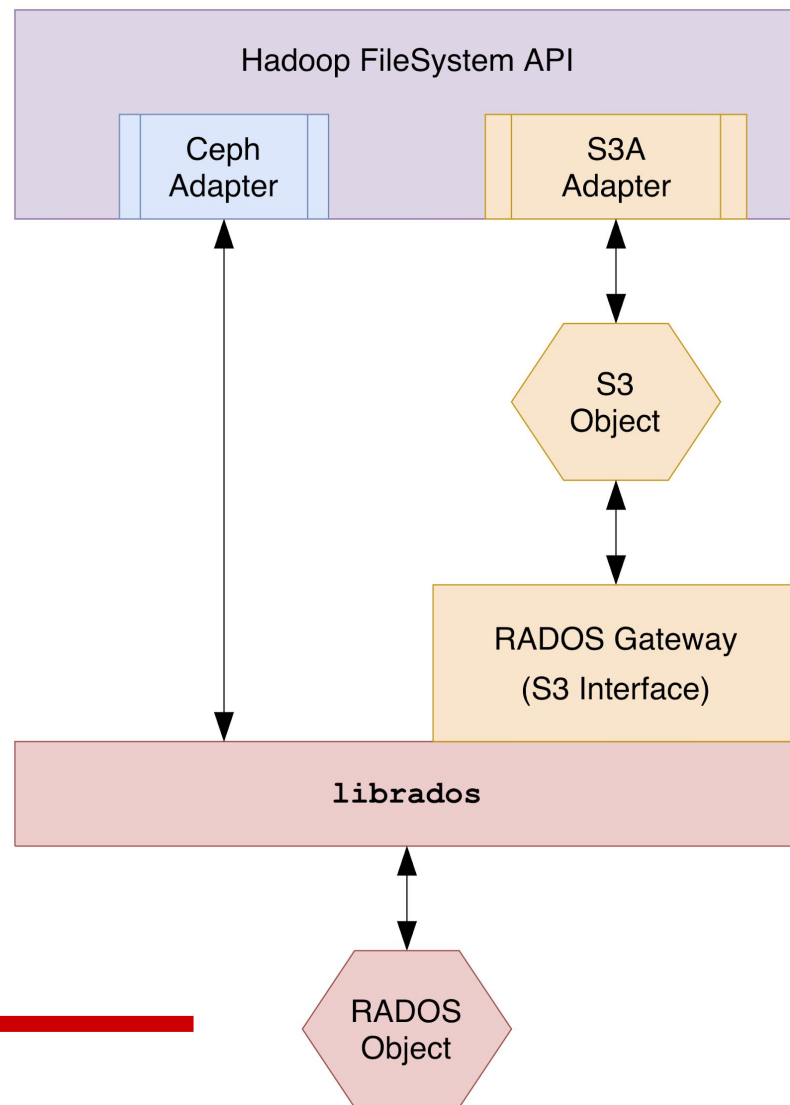 Hadoop FileSystem API
Ceph
Adapter
S3A
Adapter
S3
Object
RADOS Gateway
(S3 Interface)
librados
RADOS
Object